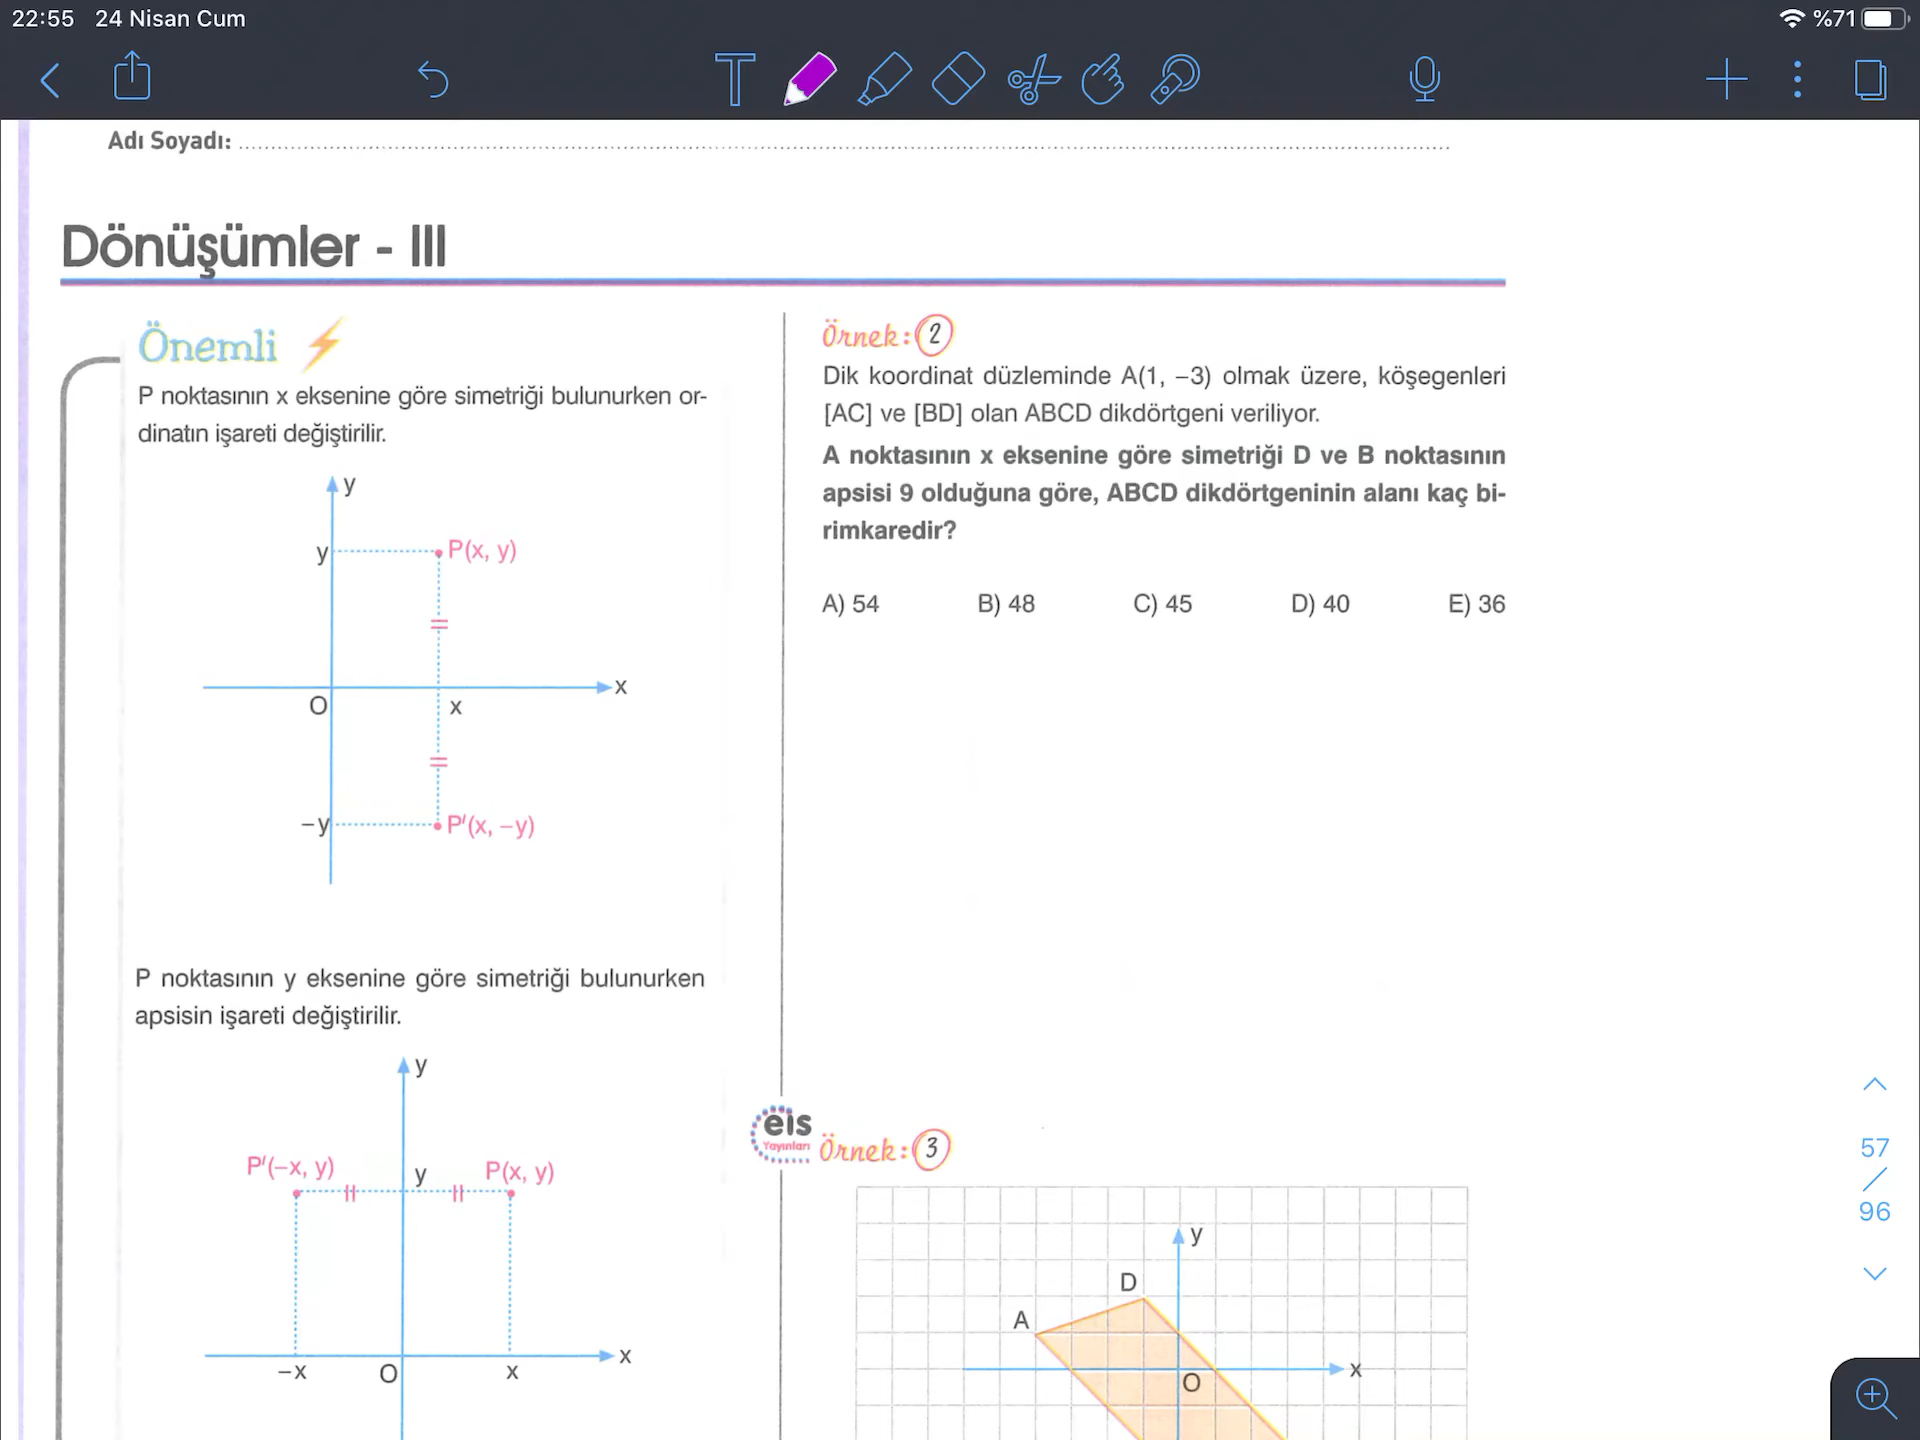 22:55 24 Nisan Cum
%71
Adı Soyadı:
Dönüşümler - III
Önemli
P noktasının x eksenine göre simetriği bulunurken or-
dinatın işareti değiştirilir.
y
y
P(x, y)
x
O
x
–y
P'(x, –y)
P noktasının y eksenine göre simetriği bulunurken
apsisin işareti değiştirilir.
y
P'(–x, y)
y
P(x, y)
x
–x
O
x
Örnek: 2
Dik koordinat düzleminde A(1, –3) olmak üzere, köşegenleri
[AC] ve [BD] olan ABCD dikdörtgeni veriliyor.
A noktasının x eksenine göre simetriği D ve B noktasının
apsisi 9 olduğuna göre, ABCD dikdörtgeninin alanı kaç bi-
rimkaredir?
A) 54 B) 48 C) 45 D) 40 E) 36
eis
Yayınları
Örnek: 3
y
D
A
x
O
57
/
96